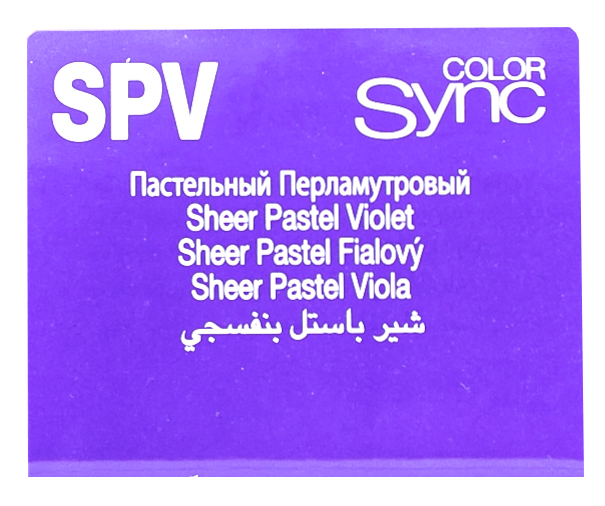 SPV
COLOR
Sync
Пастельный Перламутровый
Sheer Pastel Violet
Sheer Pastel Fialový
Sheer Pastel Viola
شير باستل بنفسجي